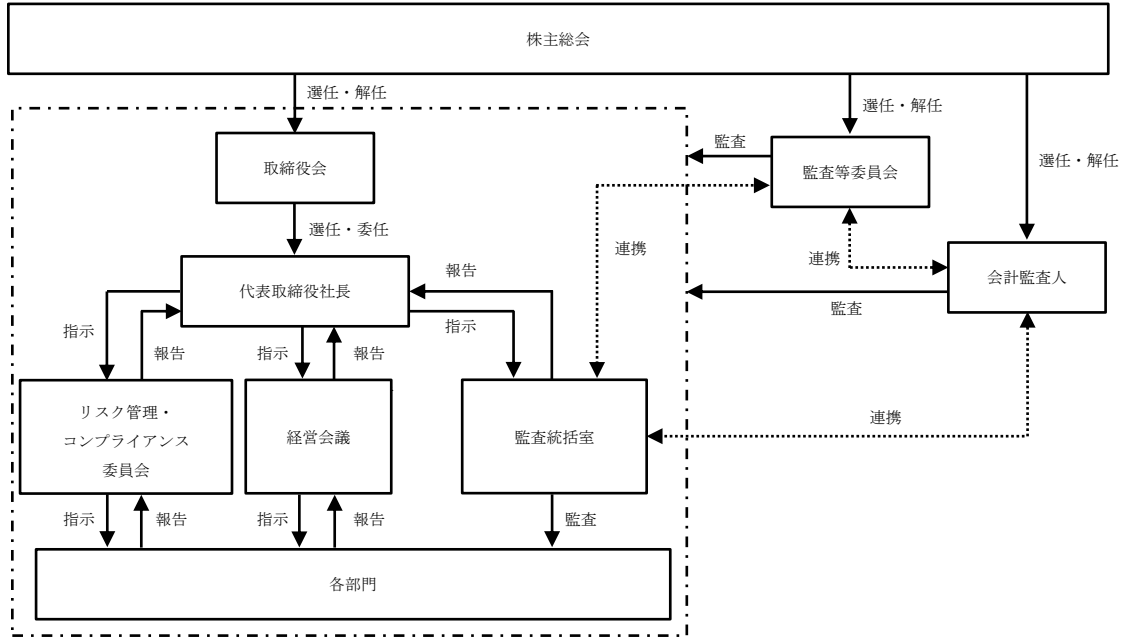 株主総会
選任・解任
選任・解任
選任・解任
取締役会
監査
監査等委員会
選任・委任
連携
連携
会計監査人
代表取締役社長
報告
監査
指示
報告
指示
報告
指示
リスク管理・
コンプライアンス
委員会
経営会議
監査統括室
連携
指示
報告
指示
報告
監査
各部門